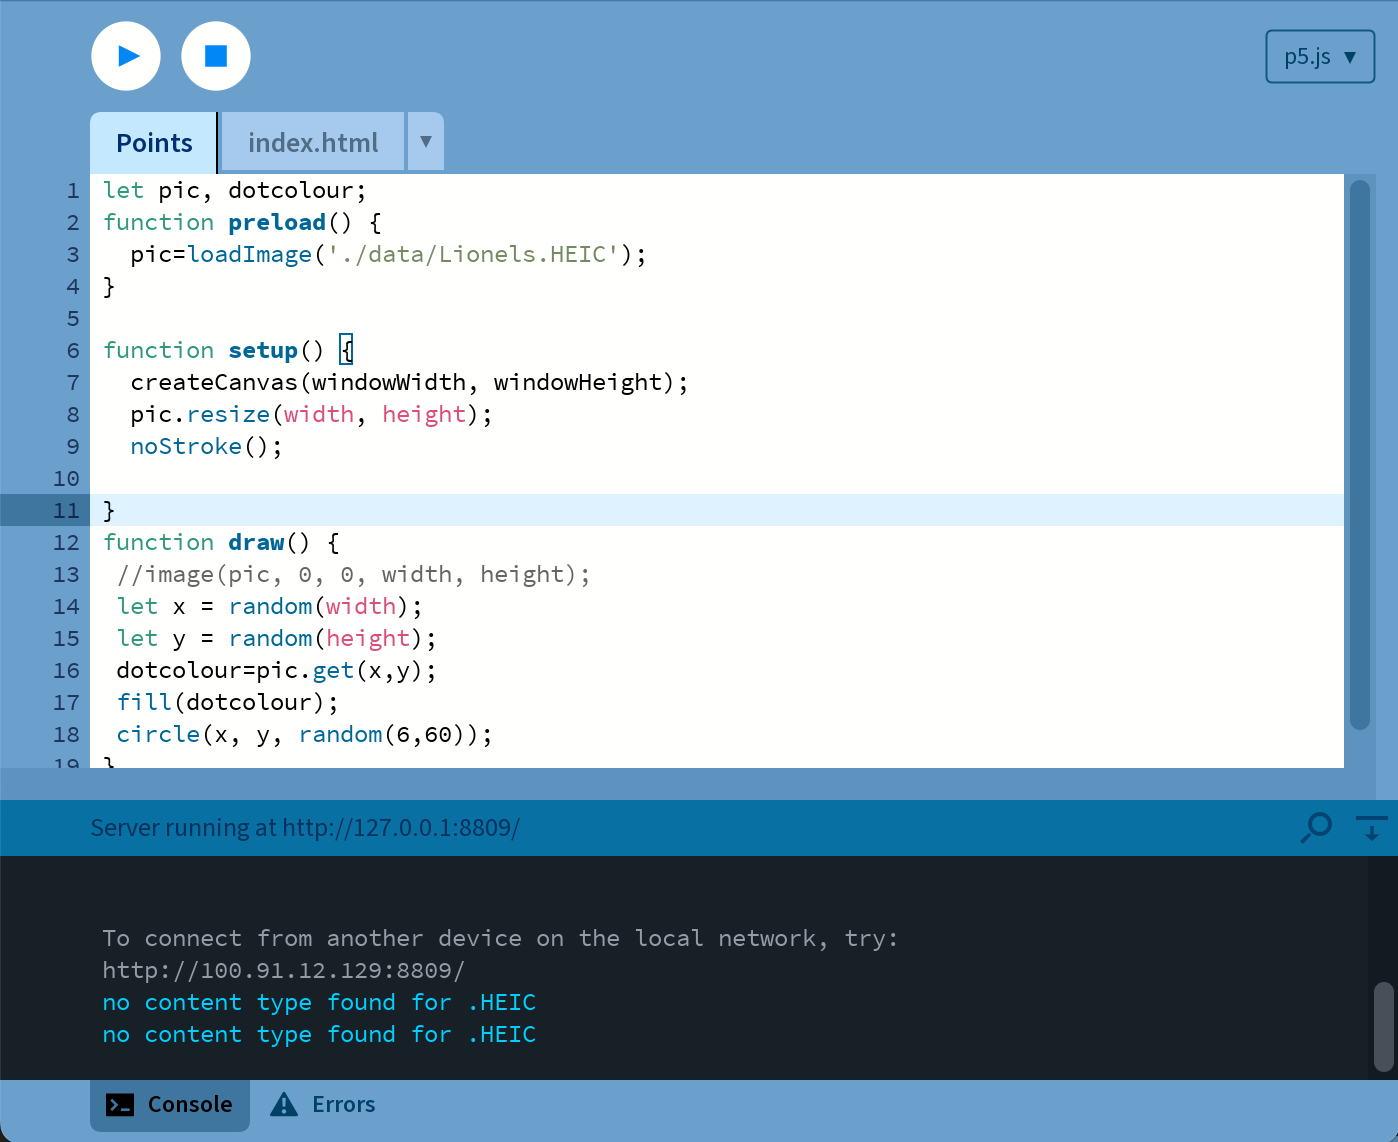 p5.js ▼
Points
index.html ▼
1 let pic, dotcolour;
2 function preload() {
3   pic=loadImage('./data/Lionels.HEIC');
4 }
5
6 function setup() {
7   createCanvas(windowWidth, windowHeight);
8   pic.resize(width, height);
9   noStroke();
10
11 }
12 function draw() {
13  //image(pic, 0, 0, width, height);
14  let x = random(width);
15  let y = random(height);
16  dotcolour=pic.get(x,y);
17  fill(dotcolour);
18  circle(x, y, random(6,60));
19 }
Server running at http://127.0.0.1:8809/
To connect from another device on the local network, try:
http://100.91.12.129:8809/
no content type found for .HEIC
no content type found for .HEIC
Console
Errors